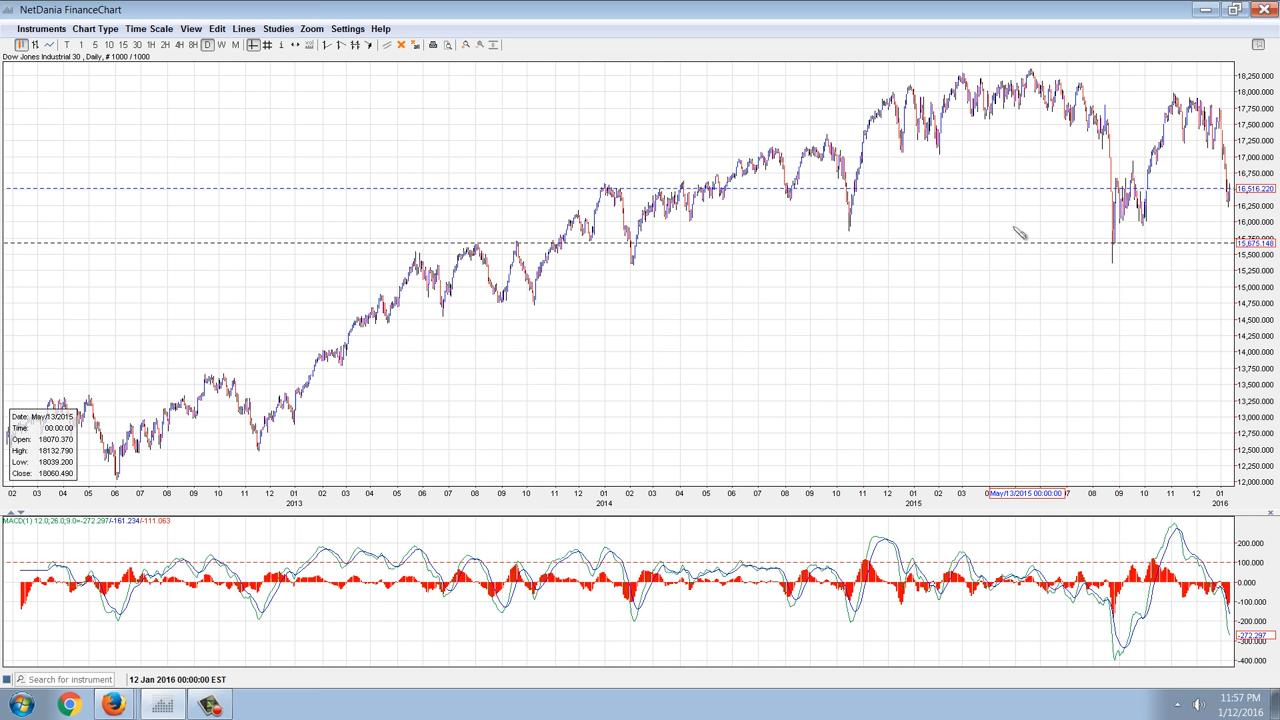 NetDania FinanceChart
Instruments Chart Type Time Scale View Edit Lines Studies Zoom Settings Help
T 1 5 10 15 30 1H 2H 4H 8H D W M
Dow Jones Industrial 30 , Daily, # 1000 / 1000
18,250.000
18,000.000
17,750.000
17,500.000
17,250.000
17,000.000
16,750.000
16,516.220
16,250.000
16,000.000
15,675.148
15,500.000
15,250.000
15,000.000
14,750.000
14,500.000
14,250.000
14,000.000
13,750.000
13,500.000
13,250.000
13,000.000
12,750.000
12,500.000
12,250.000
12,000.000
Date: May/13/2015
Time: 00:00:00
Open: 18070.370
High: 18132.790
Low: 18039.200
Close: 18060.490
02 03 04 05 06 07 08 09 10 11 12 01 02 03 04 05 06 07 08 09 10 11 12 01 02 03 04 05 06 07 08 09 10 11 12 01 02 03 May/13/2015 00:00:00 7 08 09 10 11 12 01
2013 2014 2015 2016
MACD(1) 12.0;26.0;9.0=-272.297/-161.234/-111.063
200.000
100.000
0.000
-100.000
-200.000
-272.297
-300.000
-400.000
Search for instrument 12 Jan 2016 00:00:00 EST
11:57 PM
1/12/2016